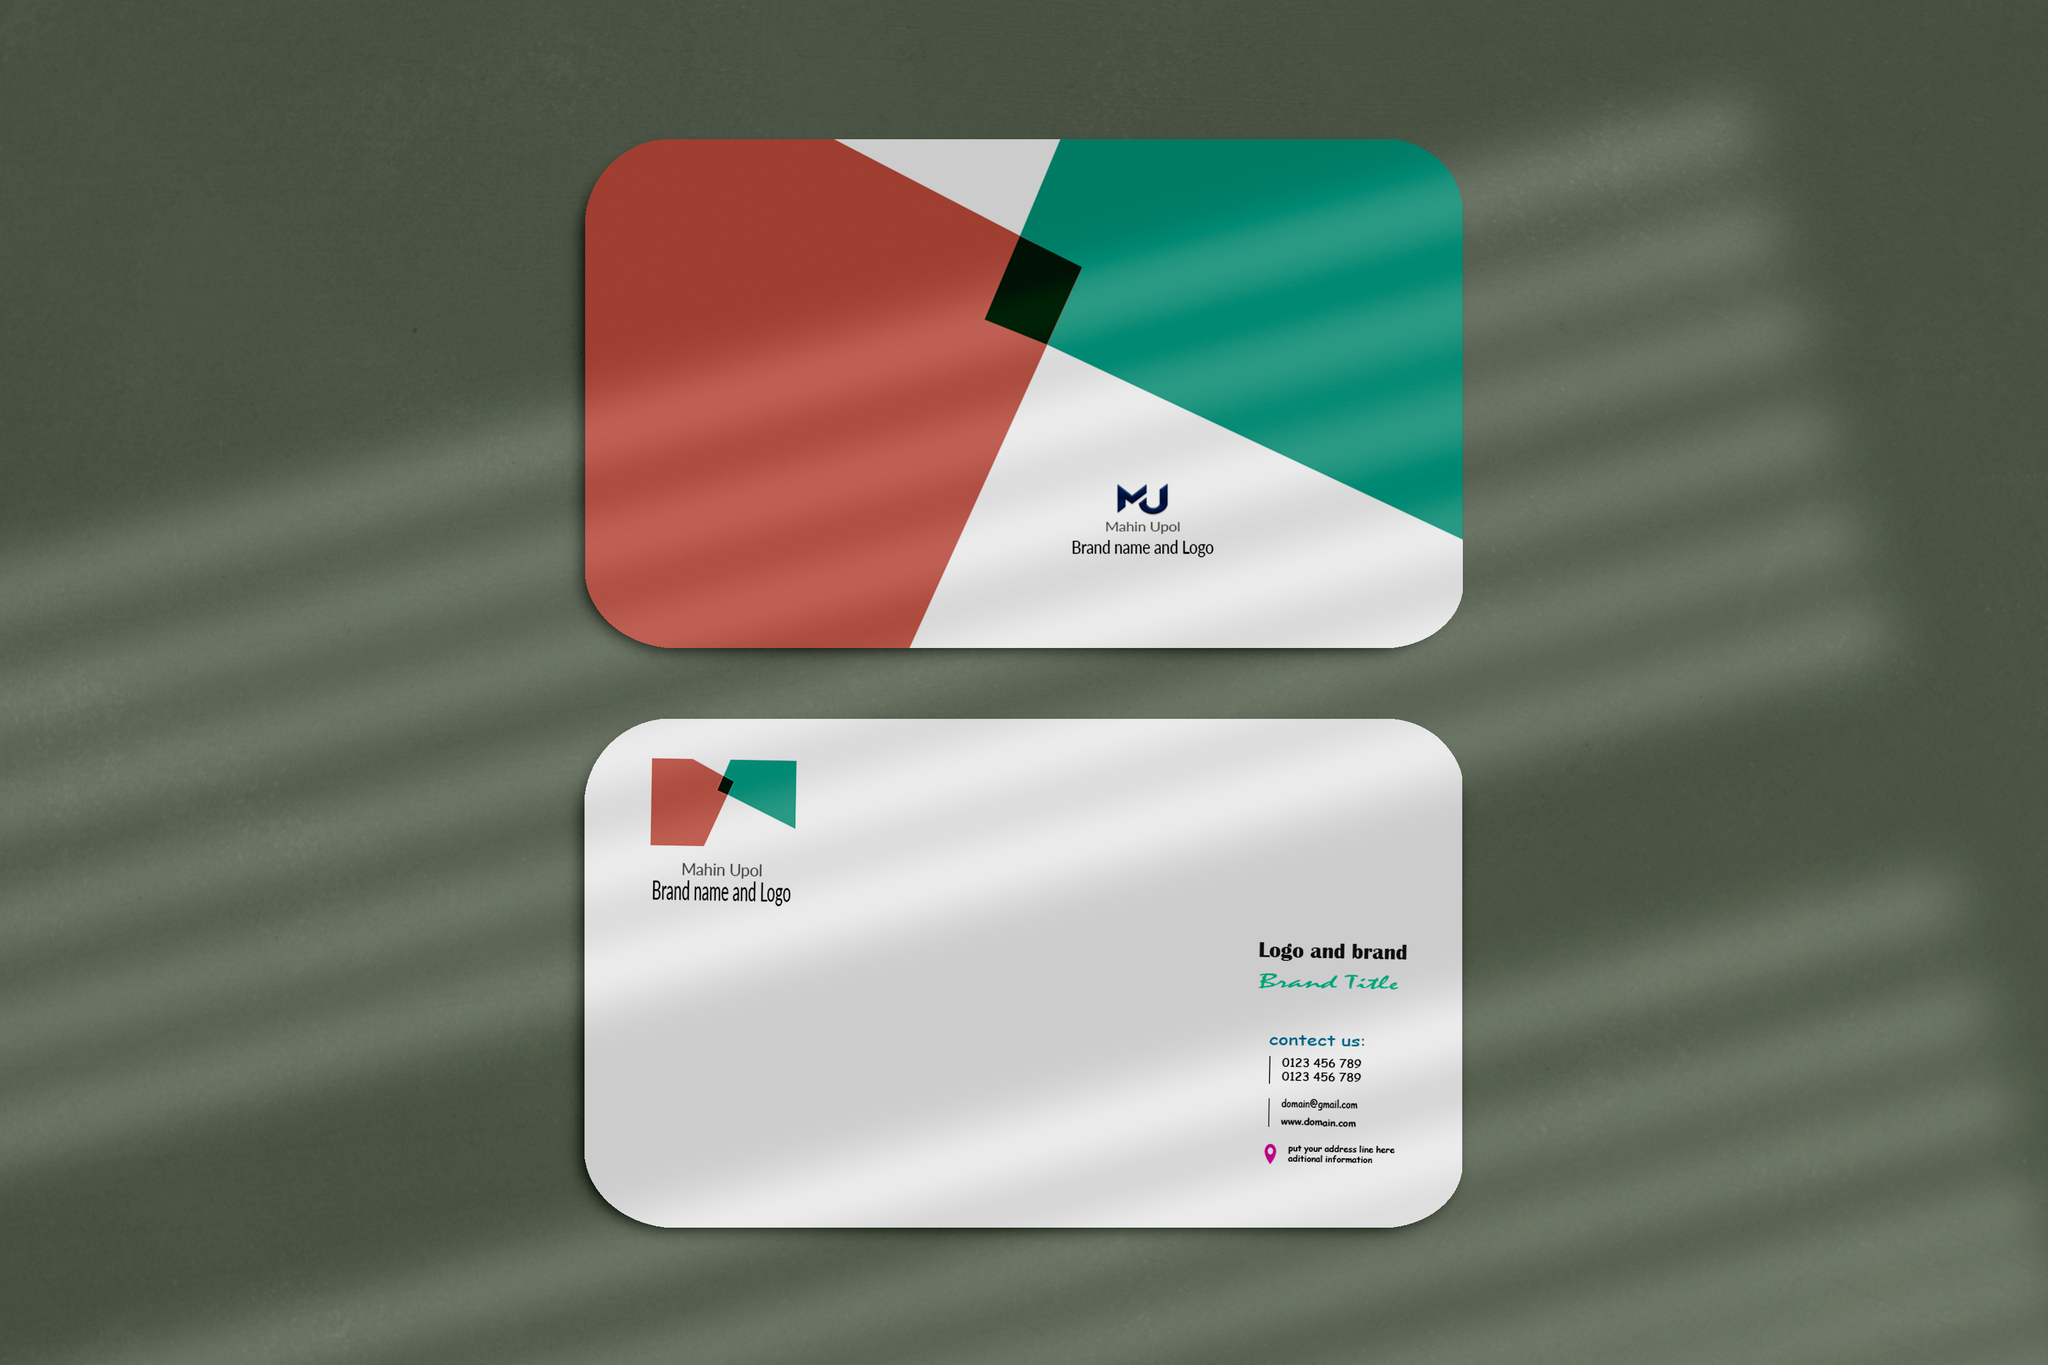 MU
Mahin Upol
Brand name and Logo
Mahin Upol
Brand name and Logo
Logo and brand
Brand Title
contect us:
0123 456 789
0123 456 789
domain@gmail.com
www.domain.com
put your address line here
aditional information